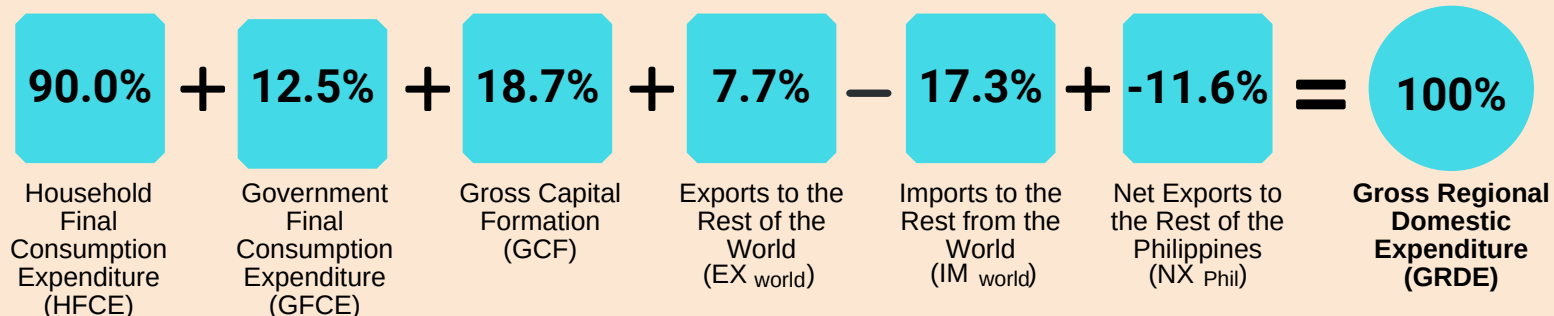 90.0% + 12.5% + 18.7% + 7.7% – 17.3% + -11.6% = 100%
Household
Final
Consumption
Expenditure
(HFCE)
Government
Final
Consumption
Expenditure
(GFCE)
Gross Capital
Formation
(GCF)
Exports to the
Rest of the
World
(EX world)
Imports to the
Rest from the
World
(IM world)
Net Exports to
the Rest of the
Philippines
(NX Phil)
Gross Regional
Domestic
Expenditure
(GRDE)